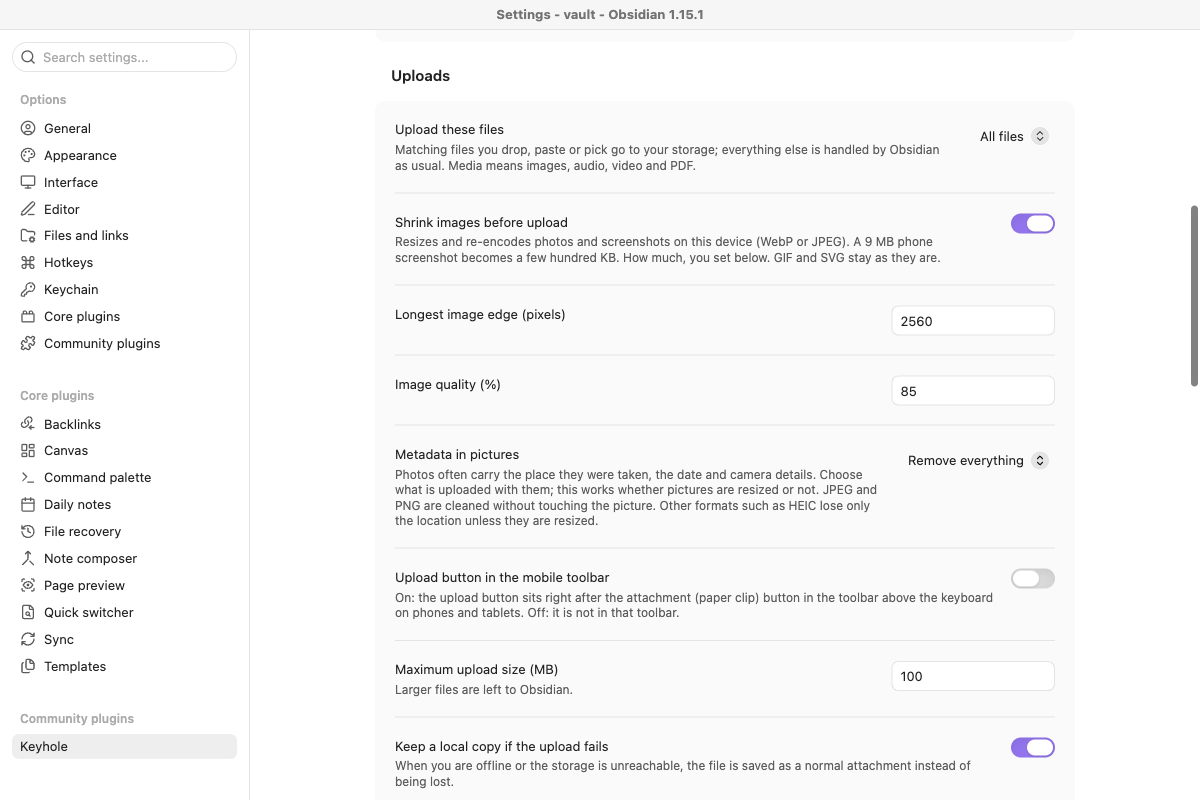 Settings - vault - Obsidian 1.15.1
Search settings...
Options
General
Appearance
Interface
Editor
Files and links
Hotkeys
Keychain
Core plugins
Community plugins
Core plugins
Backlinks
Canvas
Command palette
Daily notes
File recovery
Note composer
Page preview
Quick switcher
Sync
Templates
Community plugins
Keyhole
Uploads
Upload these files
Matching files you drop, paste or pick go to your storage; everything else is handled by Obsidian
as usual. Media means images, audio, video and PDF.
All files
Shrink images before upload
Resizes and re-encodes photos and screenshots on this device (WebP or JPEG). A 9 MB phone
screenshot becomes a few hundred KB. How much, you set below. GIF and SVG stay as they are.
Longest image edge (pixels)
2560
Image quality (%)
85
Metadata in pictures
Photos often carry the place they were taken, the date and camera details. Choose
what is uploaded with them; this works whether pictures are resized or not. JPEG and
PNG are cleaned without touching the picture. Other formats such as HEIC lose only
the location unless they are resized.
Remove everything
Upload button in the mobile toolbar
On: the upload button sits right after the attachment (paper clip) button in the toolbar above the keyboard
on phones and tablets. Off: it is not in that toolbar.
Maximum upload size (MB)
Larger files are left to Obsidian.
100
Keep a local copy if the upload fails
When you are offline or the storage is unreachable, the file is saved as a normal attachment instead of
being lost.